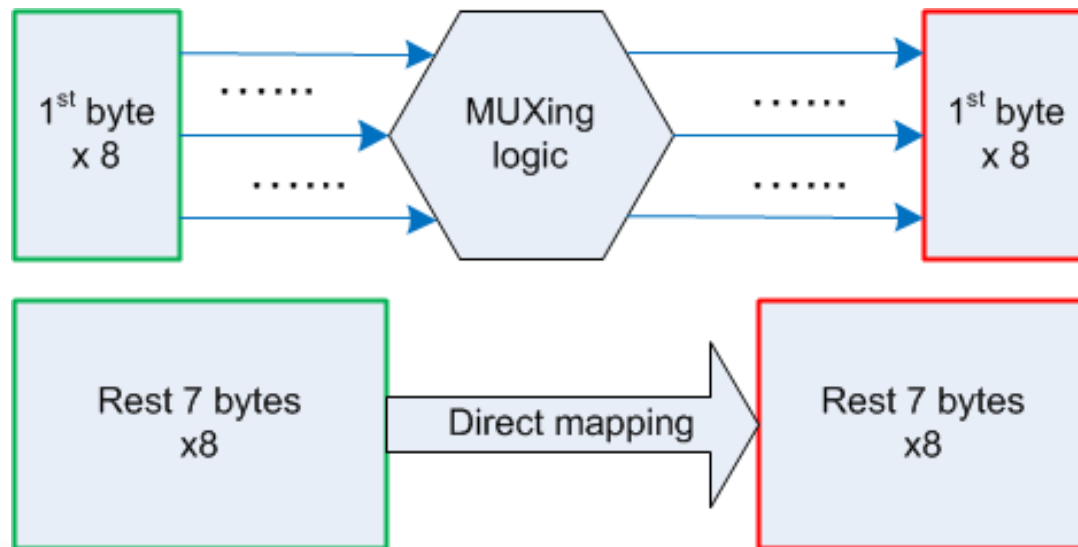 1st byte
x 8
......
......
MUXing
logic
......
......
1st byte
x 8
Rest 7 bytes
x8
Direct mapping
Rest 7 bytes
x8